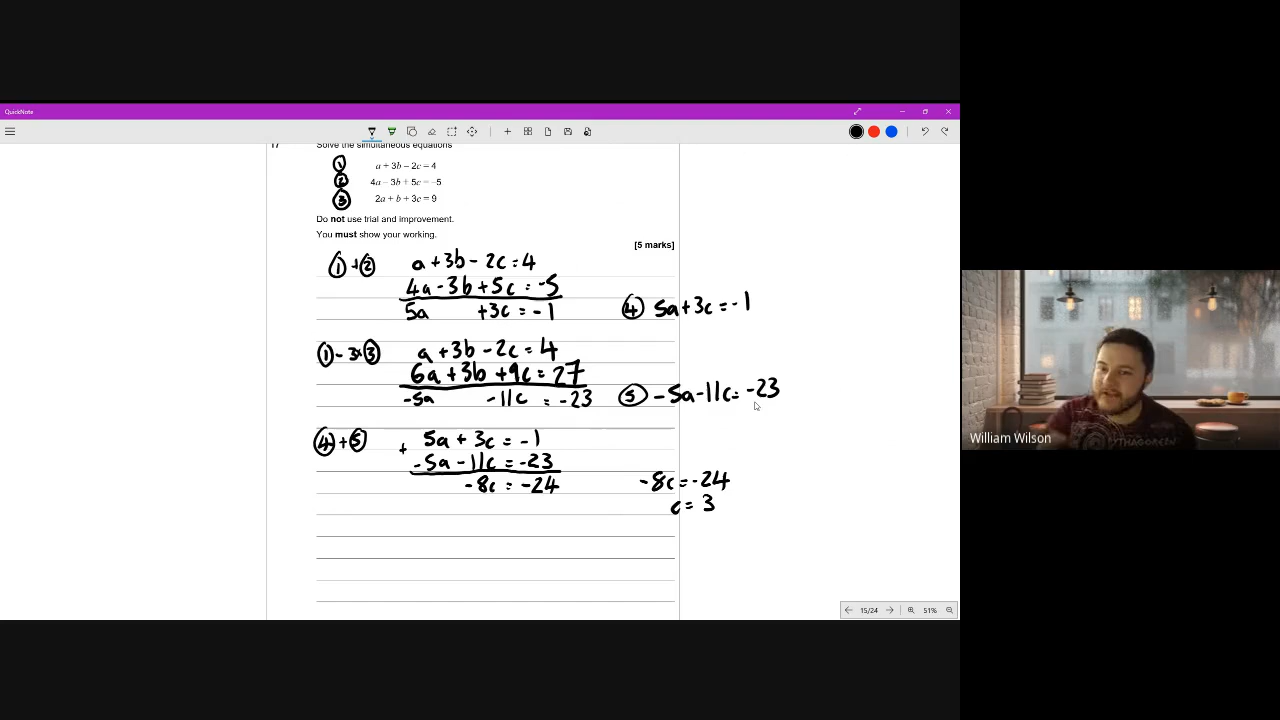 QuickNote
17 Solve the simultaneous equations
① a + 3b – 2c = 4
② 4a – 3b + 5c = –5
③ 2a + b + 3c = 9
Do not use trial and improvement.
You must show your working.
[5 marks]
① + ② a + 3b - 2c = 4
4a - 3b + 5c = -5
5a + 3c = -1
④ 5a + 3c = -1
① - 3×③ a + 3b - 2c = 4
6a + 3b + 9c = 27
-5a - 11c = -23
⑤ -5a - 11c = -23
④ + ⑤ + 5a + 3c = -1
-5a - 11c = -23
-8c = -24
-8c = -24
c = 3
William Wilson
PYTHAGOREAN
15/24
51%